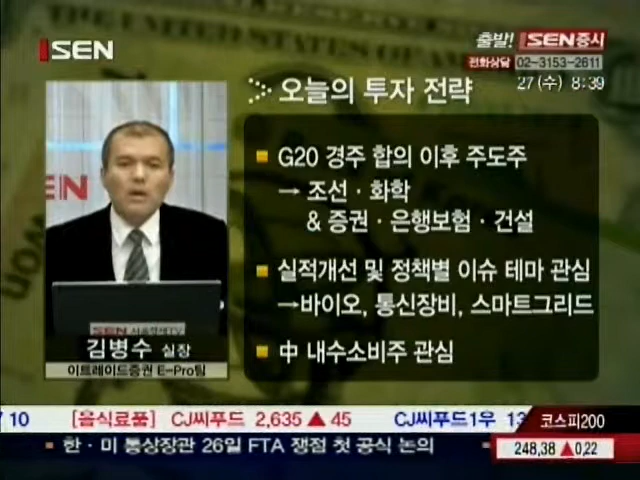 SEN
출발! SEN증시
전화상담 02-3153-2611
27(수) 8:39
오늘의 투자 전략
G20 경주 합의 이후 주도주
→ 조선·화학
& 증권·은행보험·건설
실적개선 및 정책별 이슈 테마 관심
→바이오, 통신장비, 스마트그리드
中 내수소비주 관심
SEN
SEN 서울경제TV
김병수 실장
이트레이드증권 E-Pro팀
10 [음식료품] CJ씨푸드 2,635 ▲ 45 CJ씨푸드1우
코스피200
한·미 통상장관 26일 FTA 쟁점 첫 공식 논의
248,38 ▲0,22